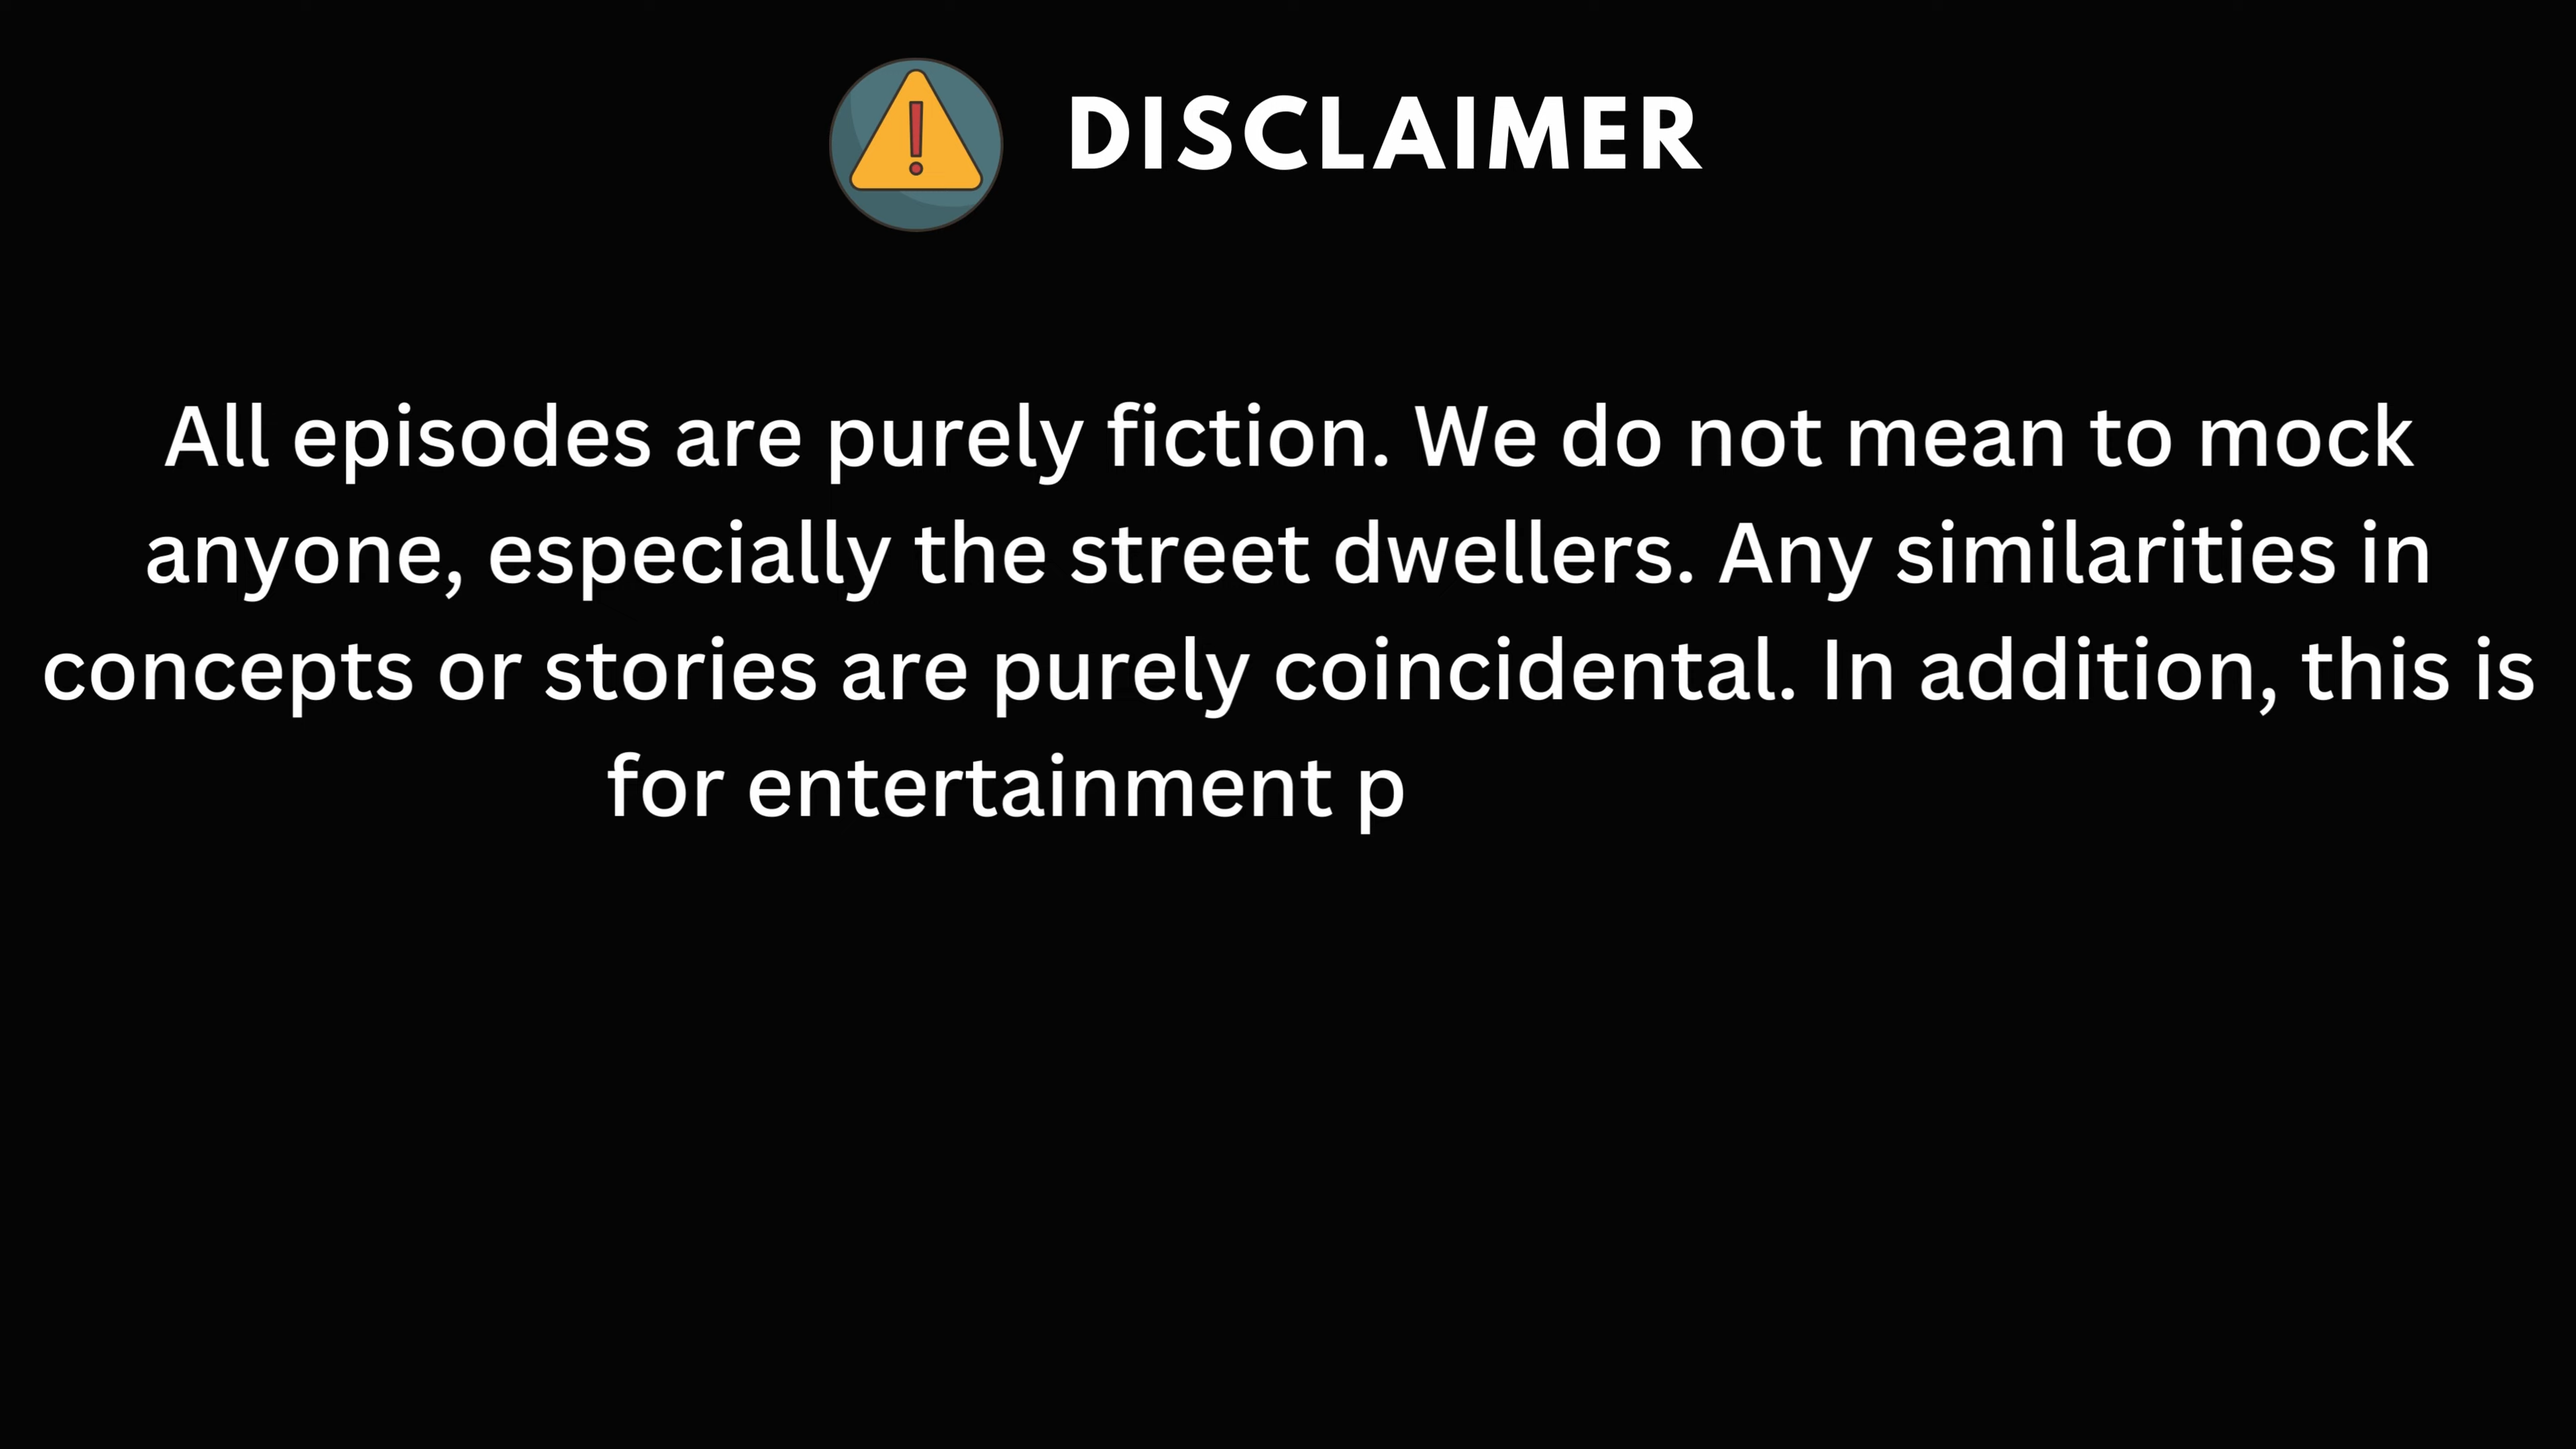 DISCLAIMER
All episodes are purely fiction. We do not mean to mock
anyone, especially the street dwellers. Any similarities in
concepts or stories are purely coincidental. In addition, this is
for entertainment p